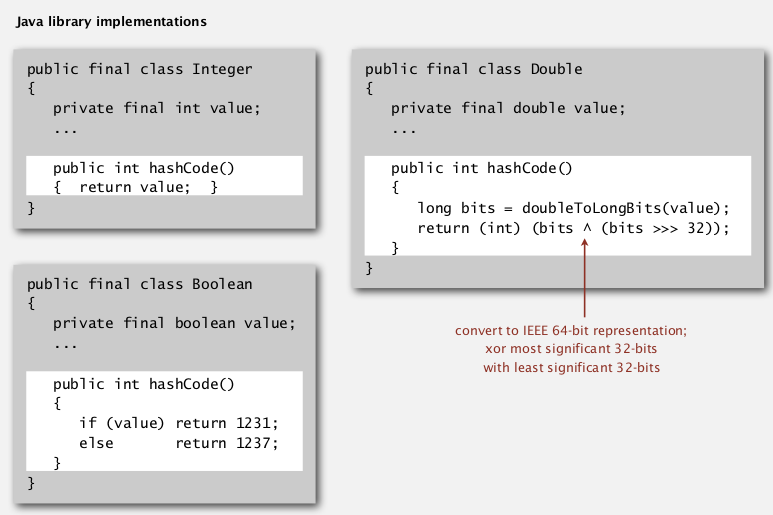 Java library implementations
public final class Integer
{
private final int value;
...
public int hashCode()
{ return value; }
}
public final class Boolean
{
private final boolean value;
...
public int hashCode()
{
if (value) return 1231;
else return 1237;
}
}
public final class Double
{
private final double value;
...
public int hashCode()
{
long bits = doubleToLongBits(value);
return (int) (bits ^ (bits >>> 32));
}
}
convert to IEEE 64-bit representation;
xor most significant 32-bits
with least significant 32-bits